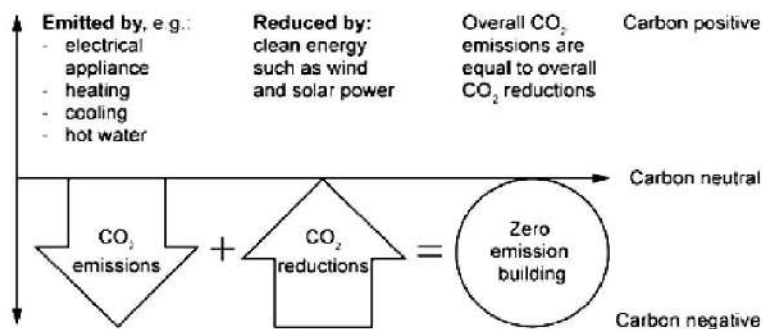 Emitted by, e.g.:
- electrical
appliance
- heating
- cooling
- hot water
Reduced by:
clean energy
such as wind
and solar power
Overall CO₂
emissions are
equal to overall
CO₂ reductions
Carbon positive
Carbon neutral
CO₂
emissions
+
CO₂
reductions
=
Zero
emission
building
Carbon negative